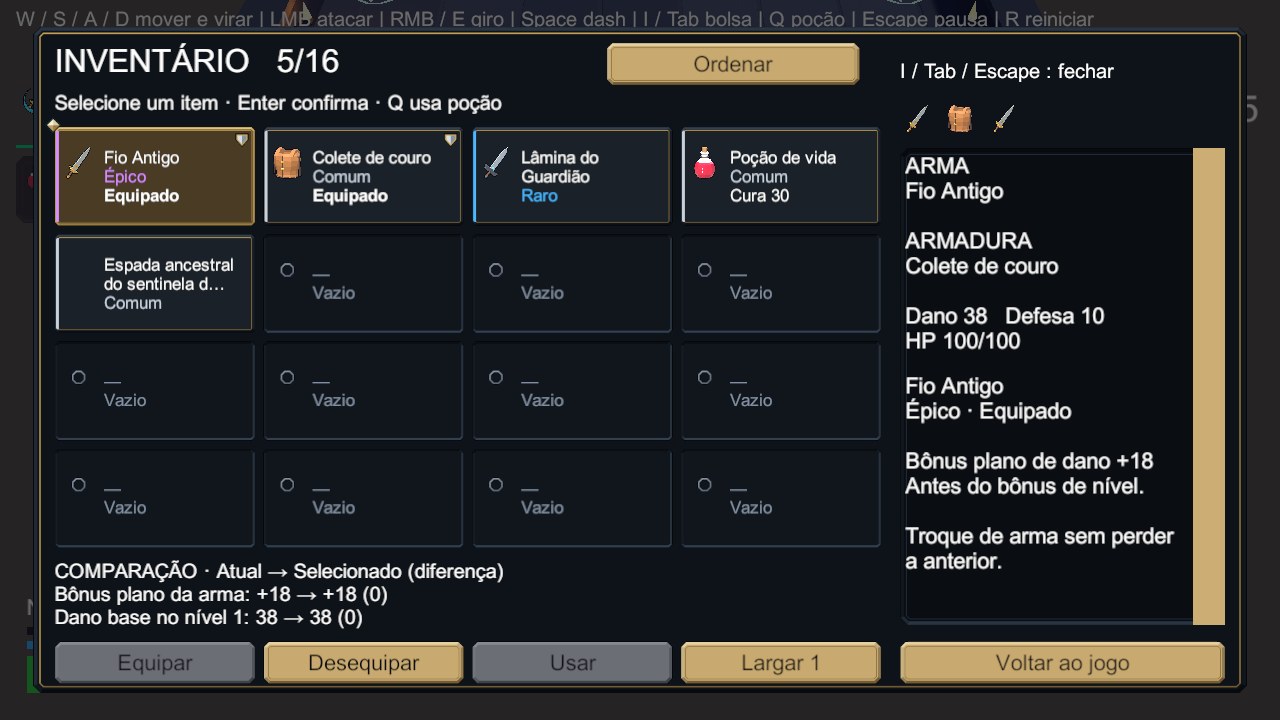 W / S / A / D mover e virar | LMB atacar | RMB / E giro | Space dash | | I / Tab bolsa | Q poção | Escape pausa | R reiniciar
INVENTÁRIO 5/16
Ordenar
I / Tab / Escape : fechar
Selecione um item · Enter confirma · Q usa poção
5
Fio Antigo
Épico
Equipado
Colete de couro
Comum
Equipado
Lâmina do
Guardião
Raro
Poção de vida
Comum
Cura 30
Espada ancestral
do sentinela d...
Comum
—
Vazio
—
Vazio
—
Vazio
—
Vazio
—
Vazio
—
Vazio
—
Vazio
—
Vazio
—
Vazio
—
Vazio
—
Vazio
ARMA
Fio Antigo
ARMADURA
Colete de couro
Dano 38 Defesa 10
HP 100/100
Fio Antigo
Épico · Equipado
Bônus plano de dano +18
Antes do bônus de nível.
Troque de arma sem perder
a anterior.
COMPARAÇÃO · Atual → Selecionado (diferença)
Bônus plano da arma: +18 → +18 (0)
Dano base no nível 1: 38 → 38 (0)
Equipar
Desequipar
Usar
Largar 1
Voltar ao jogo